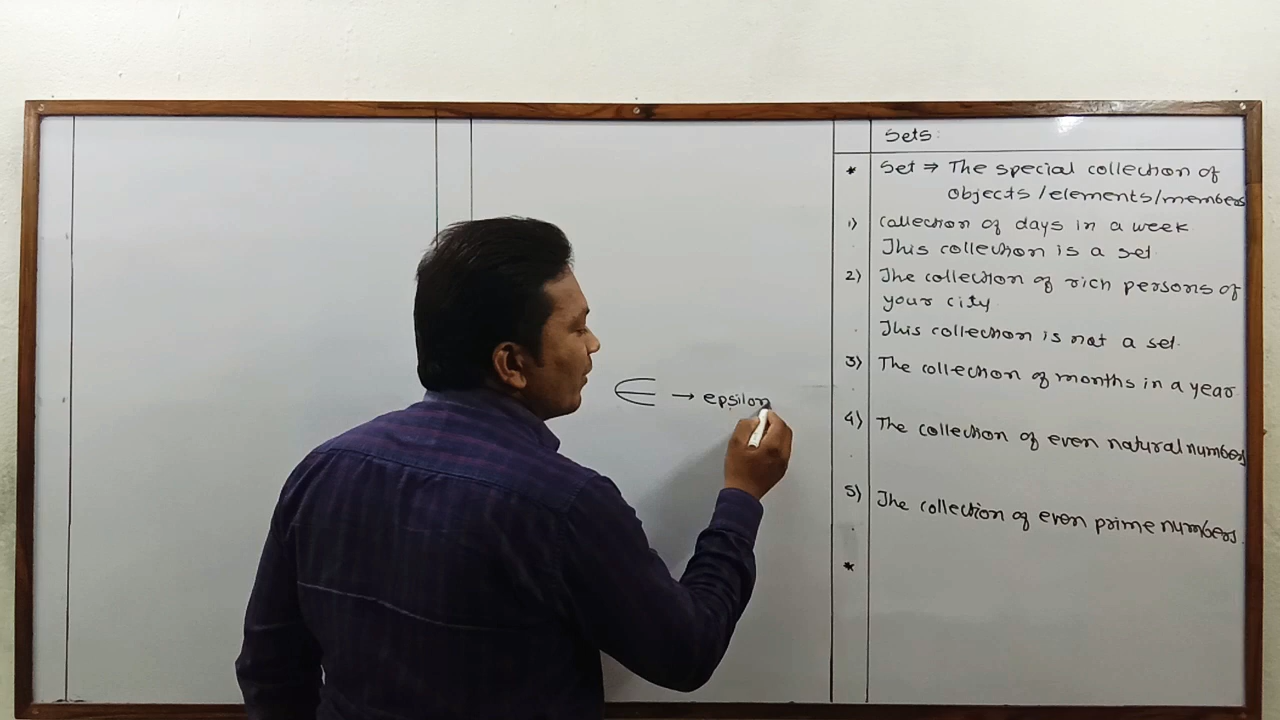 ∈ → epsilon
Sets:
* Set ⇒ The special collection of
objects/elements/members
1) Collection of days in a week.
This collection is a set.
2) The collection of rich persons of
your city.
This collection is not a set.
3) The collection of months in a year.
4) The collection of even natural numbers
5) The collection of even prime numbers.
*